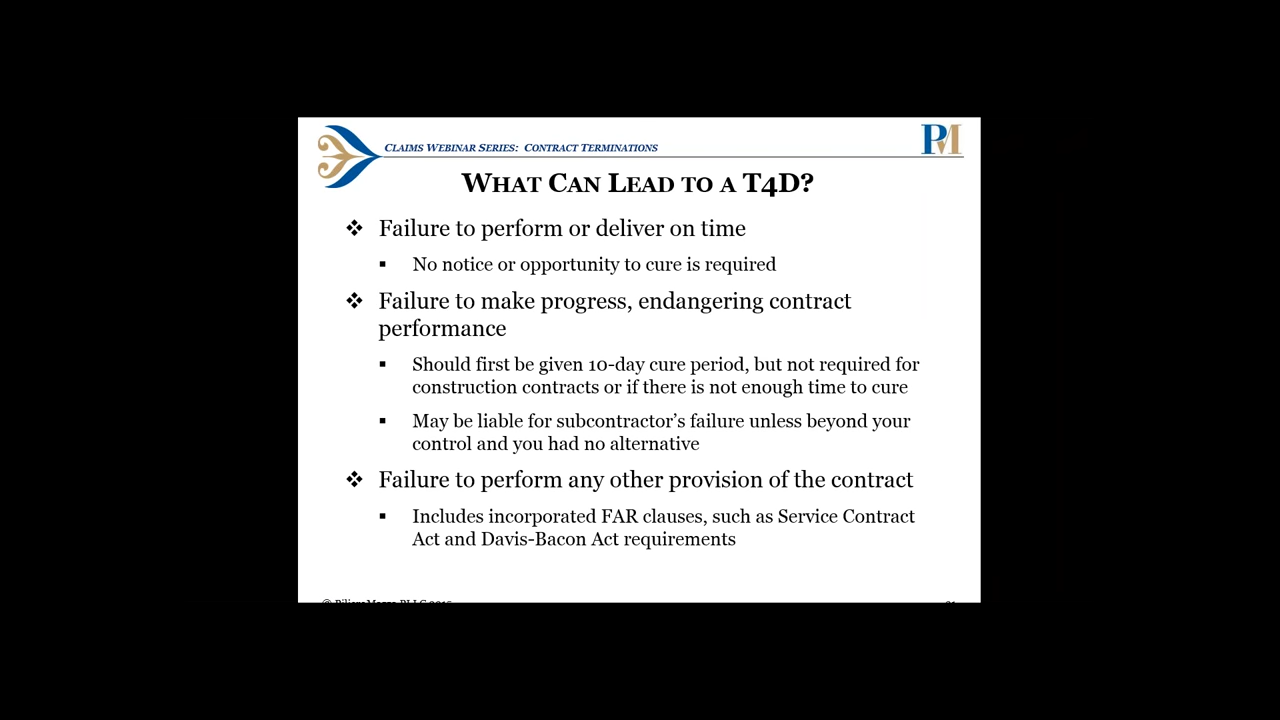 CLAIMS WEBINAR SERIES: CONTRACT TERMINATIONS
PM
WHAT CAN LEAD TO A T4D?
❖ Failure to perform or deliver on time
▪ No notice or opportunity to cure is required
❖ Failure to make progress, endangering contract
performance
▪ Should first be given 10-day cure period, but not required for
construction contracts or if there is not enough time to cure
▪ May be liable for subcontractor’s failure unless beyond your
control and you had no alternative
❖ Failure to perform any other provision of the contract
▪ Includes incorporated FAR clauses, such as Service Contract
Act and Davis-Bacon Act requirements